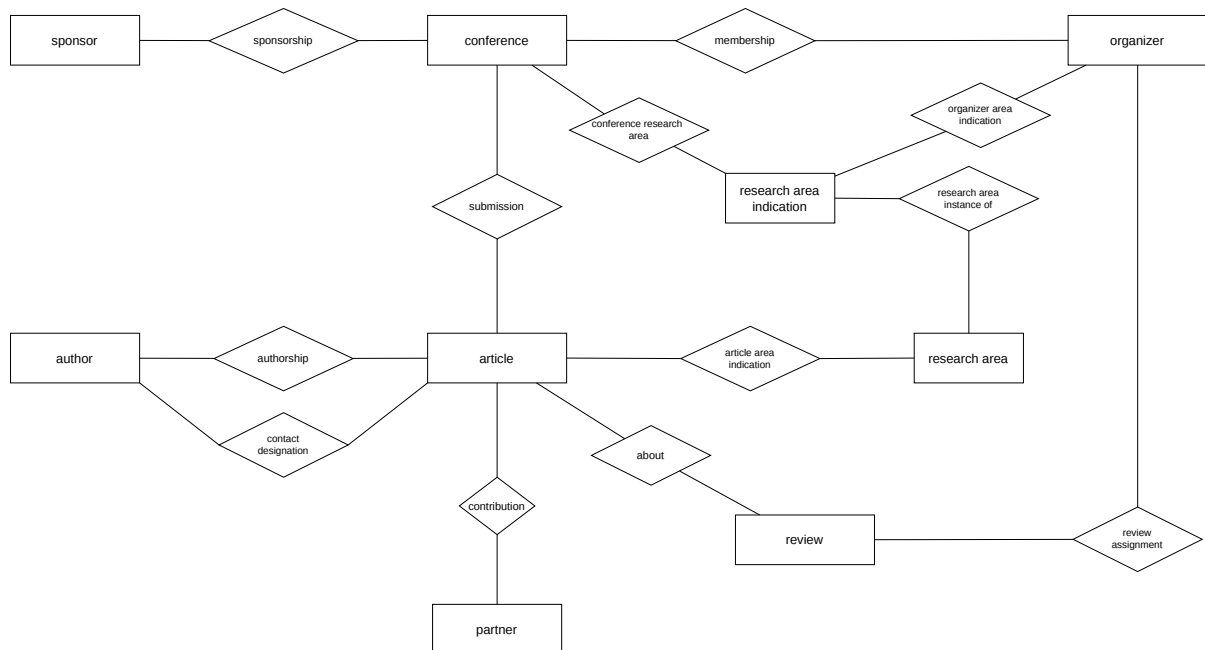 sponsor
sponsorship
conference
membership
organizer
organizer area
indication
conference research
area
research area
indication
research area
instance of
submission
author
authorship
article
article area
indication
research area
contact
designation
about
contribution
review
review
assignment
partner